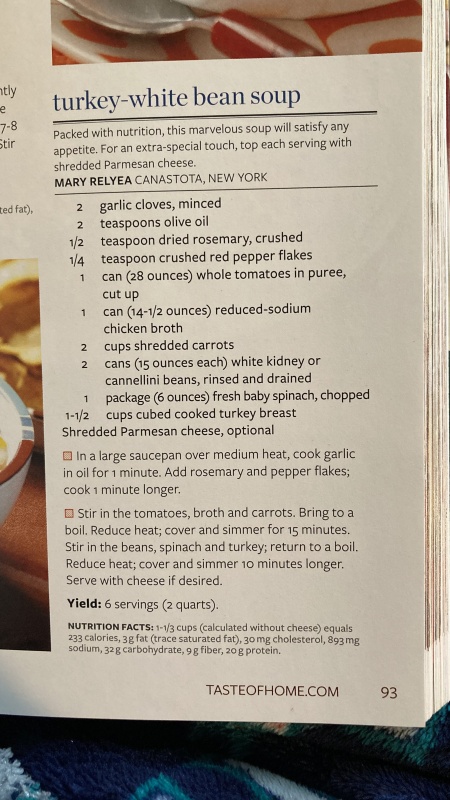 ntly
e
7-8
Stir
ted fat),
turkey-white bean soup
Packed with nutrition, this marvelous soup will satisfy any
appetite. For an extra-special touch, top each serving with
shredded Parmesan cheese.
MARY RELYEA CANASTOTA, NEW YORK
2 garlic cloves, minced
2 teaspoons olive oil
1/2 teaspoon dried rosemary, crushed
1/4 teaspoon crushed red pepper flakes
1 can (28 ounces) whole tomatoes in puree,
cut up
1 can (14-1/2 ounces) reduced-sodium
chicken broth
2 cups shredded carrots
2 cans (15 ounces each) white kidney or
cannellini beans, rinsed and drained
1 package (6 ounces) fresh baby spinach, chopped
1-1/2 cups cubed cooked turkey breast
Shredded Parmesan cheese, optional
In a large saucepan over medium heat, cook garlic
in oil for 1 minute. Add rosemary and pepper flakes;
cook 1 minute longer.
Stir in the tomatoes, broth and carrots. Bring to a
boil. Reduce heat; cover and simmer for 15 minutes.
Stir in the beans, spinach and turkey; return to a boil.
Reduce heat; cover and simmer 10 minutes longer.
Serve with cheese if desired.
Yield: 6 servings (2 quarts).
NUTRITION FACTS: 1-1/3 cups (calculated without cheese) equals
233 calories, 3 g fat (trace saturated fat), 30 mg cholesterol, 893 mg
sodium, 32 g carbohydrate, 9 g fiber, 20 g protein.
TASTEOFHOME.COM 93